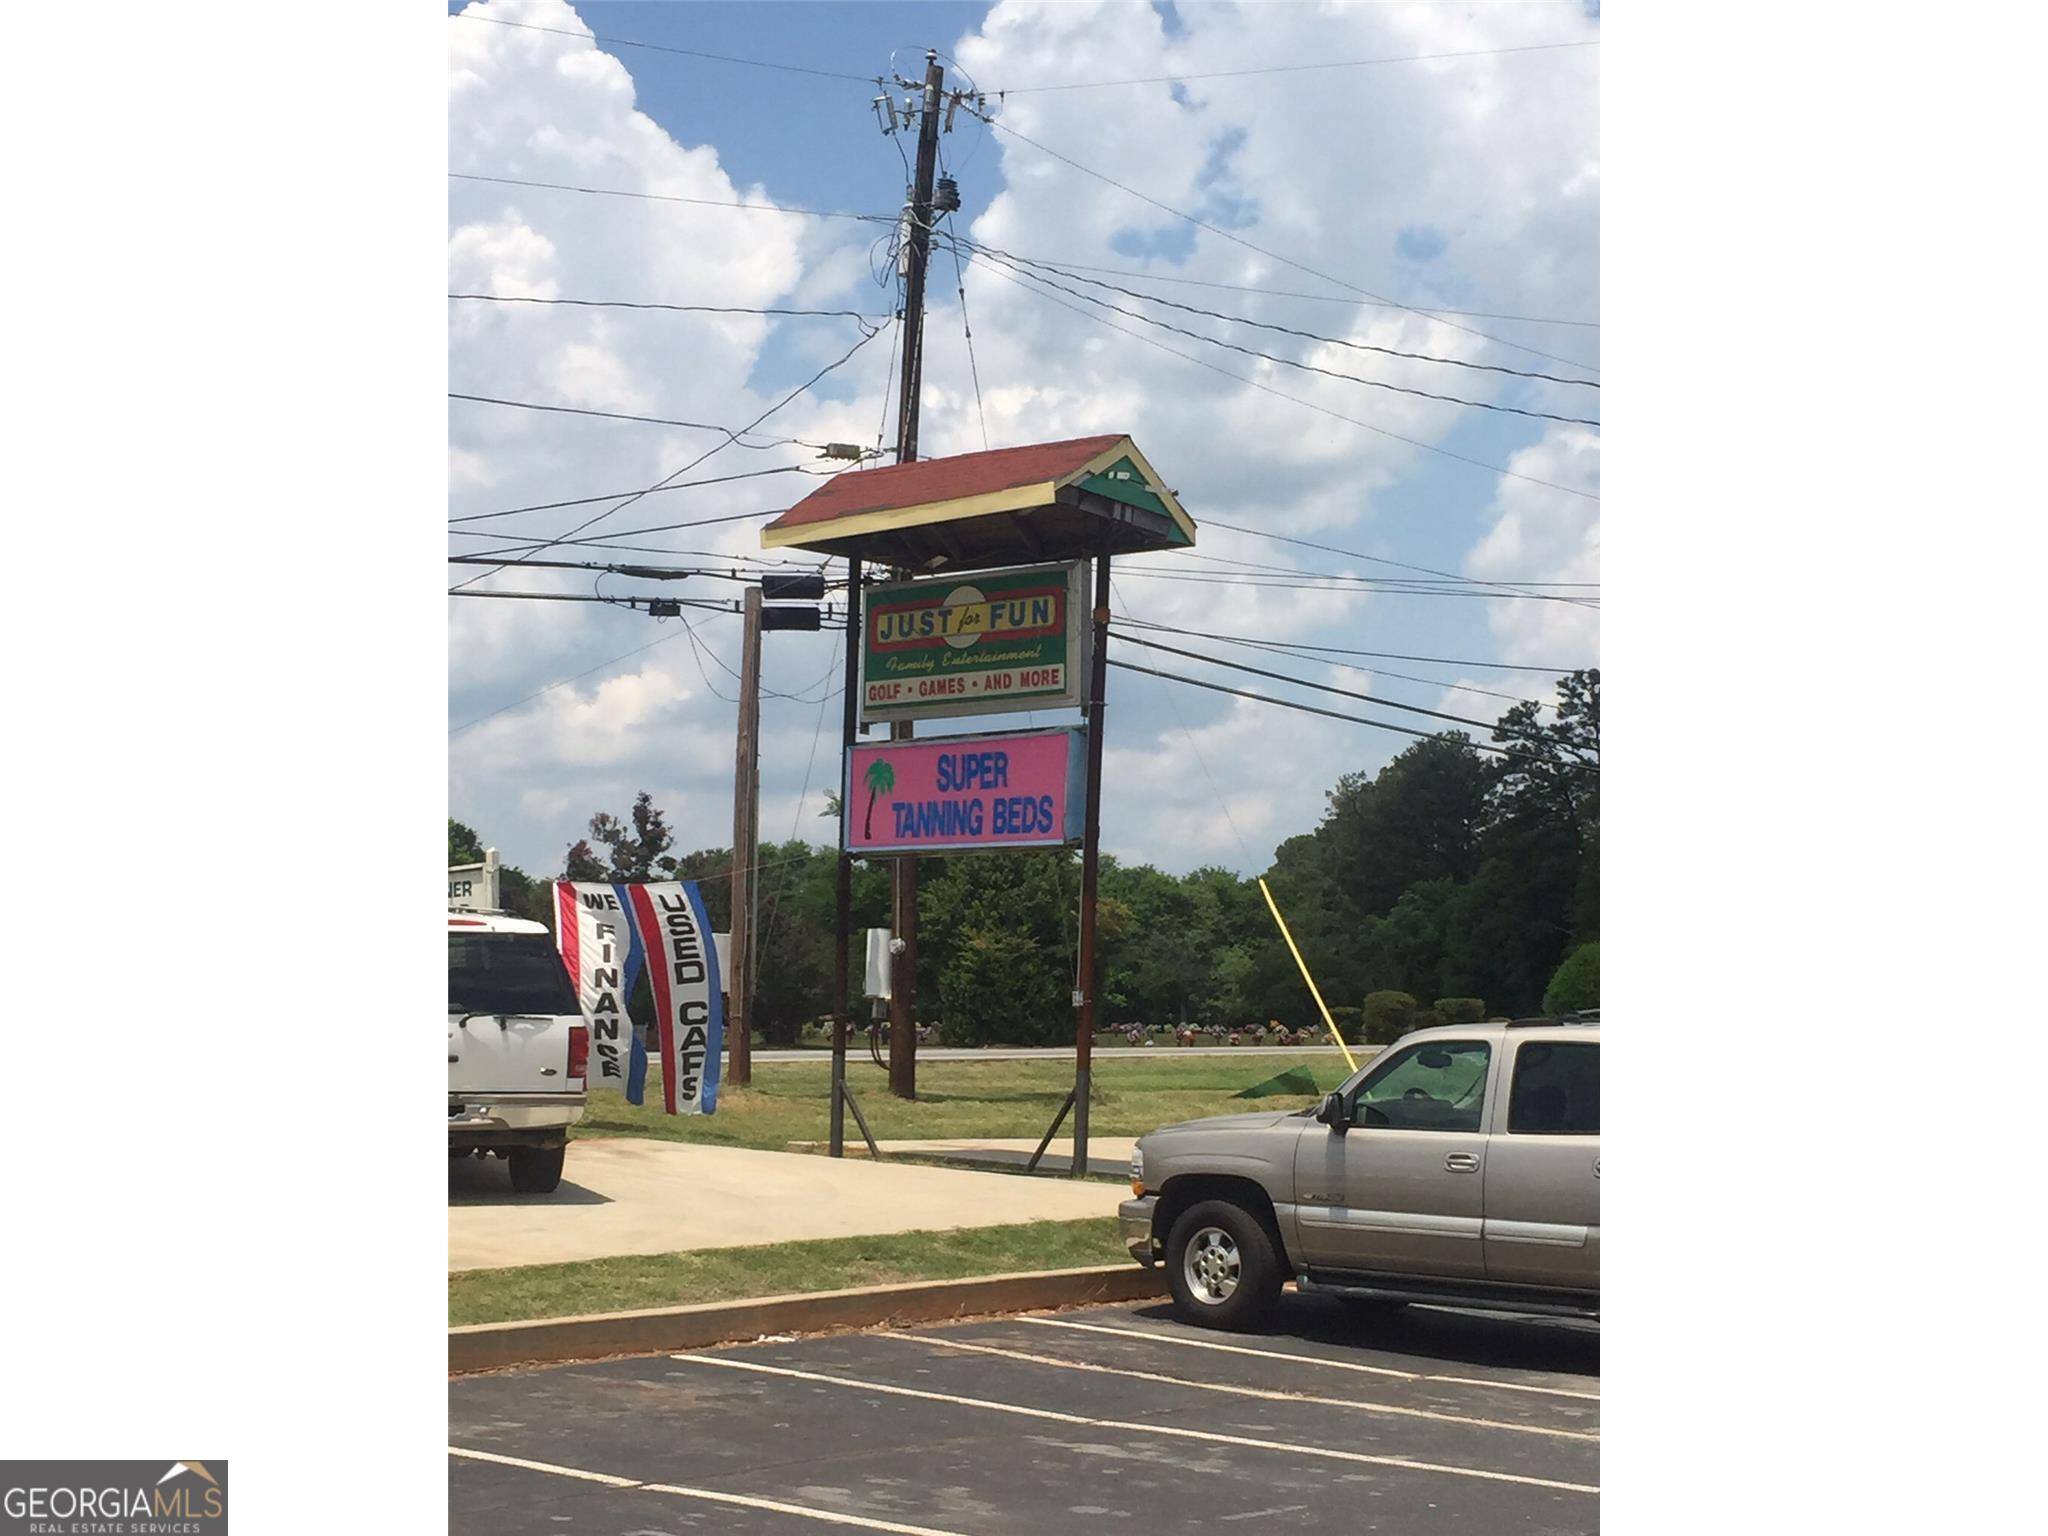 JUST for FUN
Family Entertainment
GOLF • GAMES • AND MORE
SUPER
TANNING BEDS
NER
WE FINANCE
USED CARS
GEORGIAMLS
REAL ESTATE SERVICES